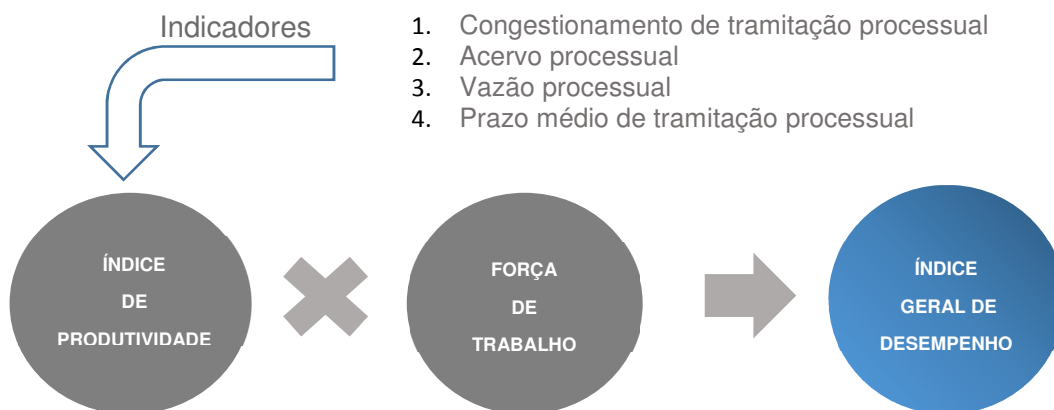 Indicadores
1. Congestionamento de tramitação processual
2. Acervo processual
3. Vazão processual
4. Prazo médio de tramitação processual
ÍNDICE
DE
PRODUTIVIDADE
FORÇA
DE
TRABALHO
ÍNDICE
GERAL DE
DESEMPENHO